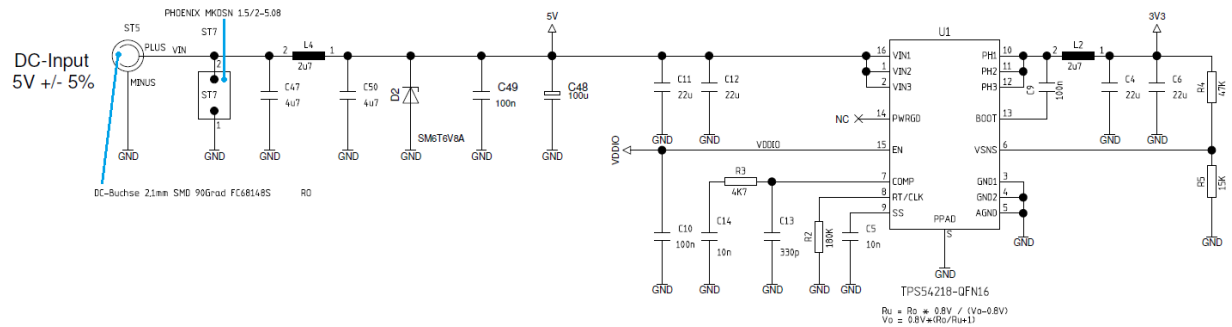 PHOENIX MKDSN 1.5/2-5.08
DC-Input
5V +/- 5%
ST5
PLUS
MINUS
VIN
ST7
2
ST7
1
GND
GND
C47
4u7
GND
2
L4
1
2u7
C50
4u7
GND
D2
SM6T6V8A
GND
C49
100n
GND
5V
C48
100u
GND
DC-Buchse 2,1mm SMD 90Grad FC68148S
RO
C11
22u
GND
C12
22u
GND
VDDIO
VDDIO
NC
C10
100n
GND
R3
4K7
C14
10n
GND
C13
330p
GND
R2
180K
GND
C5
10n
GND
U1
16 VIN1
1 VIN2
2 VIN3
14 PWRGD
15 EN
7 COMP
8 RT/CLK
9 SS
PH1 10
PH2 11
PH3 12
BOOT 13
VSNS 6
GND1 3
GND2 4
AGND 5
PPAD
S
GND
GND
TPS54218-QFN16
Ru = Ro * 0.8V / (Vo-0.8V)
Vo = 0.8V*(Ro/Ru+1)
C9
100n
2
L2
1
2u7
3V3
C4
22u
GND
C6
22u
GND
R4
47K
R5
15K
GND